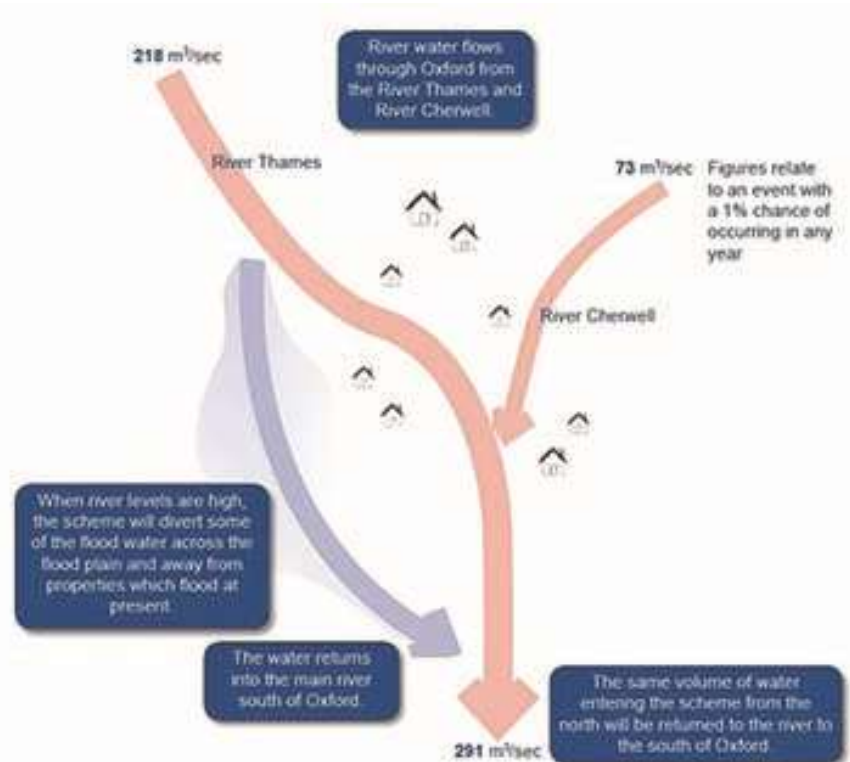 218 m³/sec
River water flows
through Oxford from
the River Thames and
River Cherwell.
River Thames
73 m³/sec
Figures relate
to an event with
a 1% chance of
occurring in any
year
River Cherwell
When river levels are high,
the scheme will divert some
of the flood water across the
flood plain and away from
properties which flood at
present.
The water returns
into the main river
south of Oxford.
The same volume of water
entering the scheme from the
north will be returned to the river to
the south of Oxford.
291 m³/sec